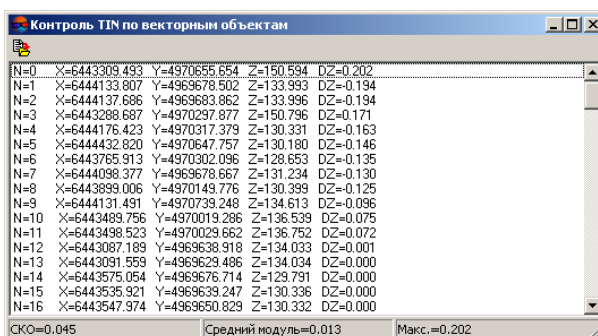 Контроль TIN по векторным объектам
N=0 X=6443309.493 Y=4970655.654 Z=150.594 DZ=0.202
N=1 X=6444133.807 Y=4969678.502 Z=133.993 DZ=-0.194
N=2 X=6444137.686 Y=4969683.862 Z=133.996 DZ=-0.194
N=3 X=6443288.687 Y=4970297.877 Z=150.796 DZ=0.171
N=4 X=6444176.423 Y=4970317.379 Z=130.331 DZ=-0.163
N=5 X=6444432.820 Y=4970647.757 Z=130.180 DZ=-0.146
N=6 X=6443765.913 Y=4970302.096 Z=128.653 DZ=-0.135
N=7 X=6444098.377 Y=4969678.667 Z=131.234 DZ=-0.130
N=8 X=6443899.006 Y=4970149.776 Z=130.399 DZ=-0.125
N=9 X=6444131.491 Y=4970739.248 Z=134.613 DZ=-0.096
N=10 X=6443489.756 Y=4970019.286 Z=136.539 DZ=0.075
N=11 X=6443498.523 Y=4970029.662 Z=136.752 DZ=0.072
N=12 X=6443087.189 Y=4969638.918 Z=134.033 DZ=0.001
N=13 X=6443091.559 Y=4969629.486 Z=134.034 DZ=0.000
N=14 X=6443575.054 Y=4969676.714 Z=129.791 DZ=0.000
N=15 X=6443535.921 Y=4969639.247 Z=130.336 DZ=0.000
N=16 X=6443547.974 Y=4969650.829 Z=130.332 DZ=0.000
СКО=0.045 Средний модуль=0.013 Макс.=0.202